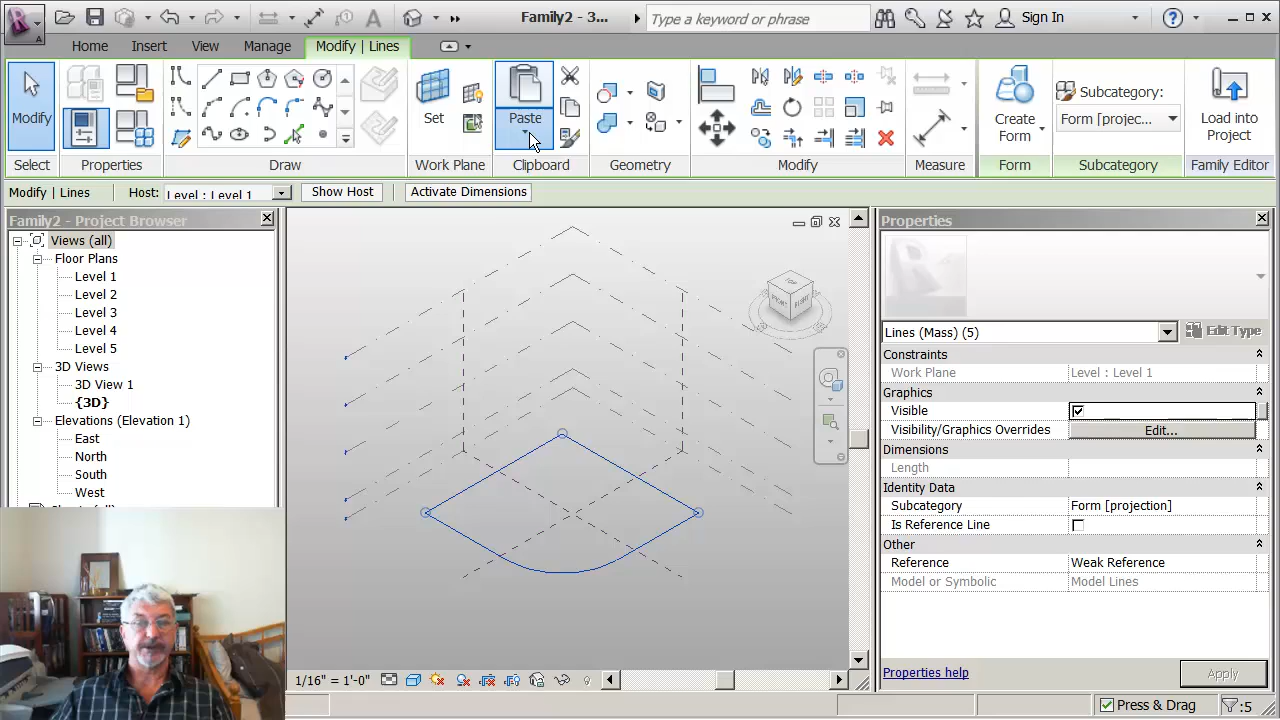 Family2 - 3...
Type a keyword or phrase
Sign In
Home
Insert
View
Manage
Modify | Lines
Modify
Set
Paste
Create
Form
Subcategory:
Form [projec...
Load into
Project
Select
Properties
Draw
Work Plane
Clipboard
Geometry
Modify
Measure
Form
Subcategory
Family Editor
Modify | Lines
Host:
Level : Level 1
Show Host
Activate Dimensions
Family2 - Project Browser
Views (all)
Floor Plans
Level 1
Level 2
Level 3
Level 4
Level 5
3D Views
3D View 1
{3D}
Elevations (Elevation 1)
East
North
South
West
TOP
Properties
Lines (Mass) (5)
Edit Type
Constraints
Work Plane
Level : Level 1
Graphics
Visible
Visibility/Graphics Overrides
Edit...
Dimensions
Length
Identity Data
Subcategory
Form [projection]
Is Reference Line
Other
Reference
Weak Reference
Model or Symbolic
Model Lines
Properties help
Apply
1/16" = 1'-0"
Press & Drag
:5